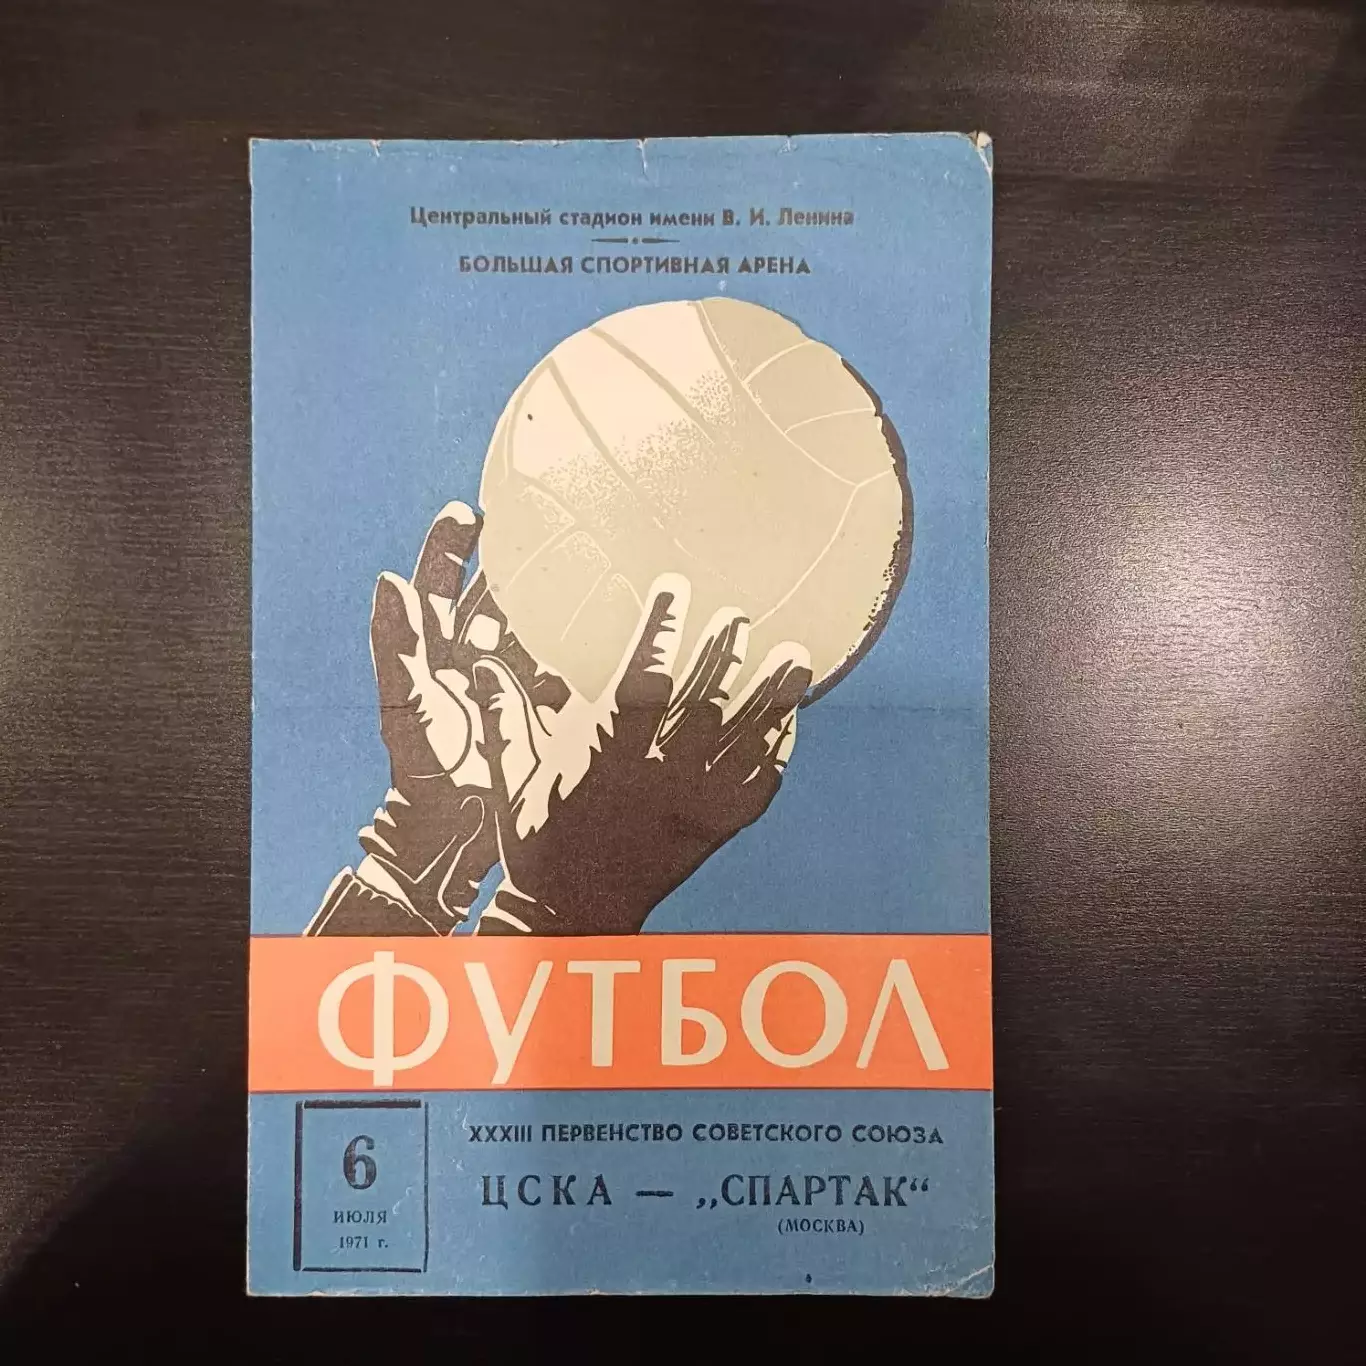 Центральный стадион имени В. И. Ленина
БОЛЬШАЯ СПОРТИВНАЯ АРЕНА
ФУТБОЛ
XXXIII ПЕРВЕНСТВО СОВЕТСКОГО СОЮЗА
6
ИЮЛЯ
1971 г.
ЦСКА — „СПАРТАК“
(МОСКВА)